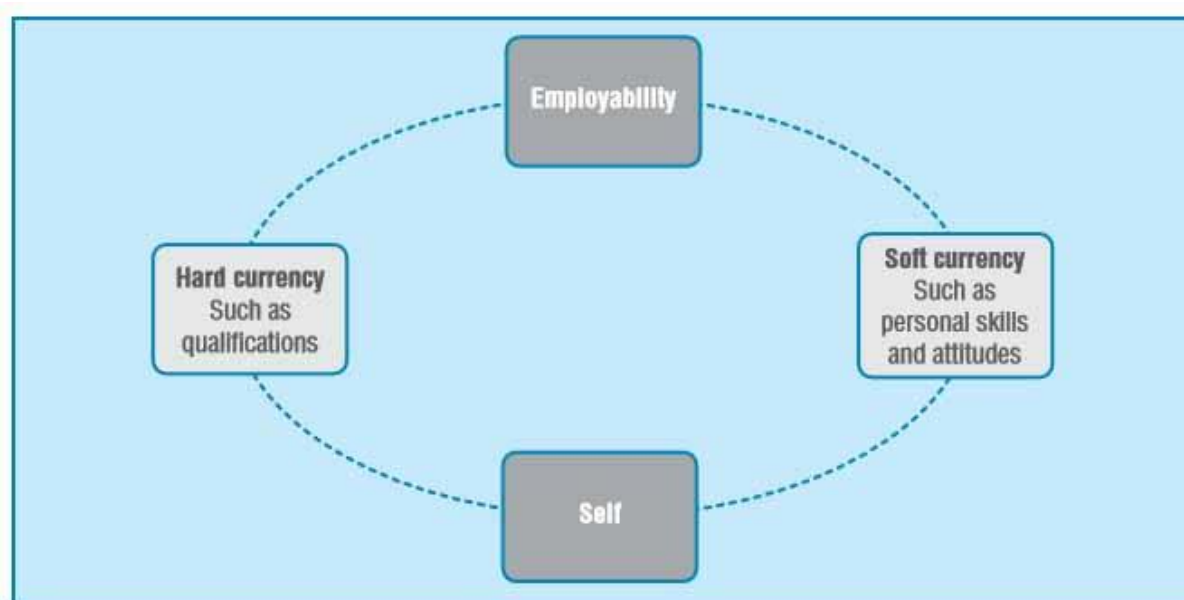 Employability
Hard currency
Such as
qualifications
Soft currency
Such as
personal skills
and attitudes
Self